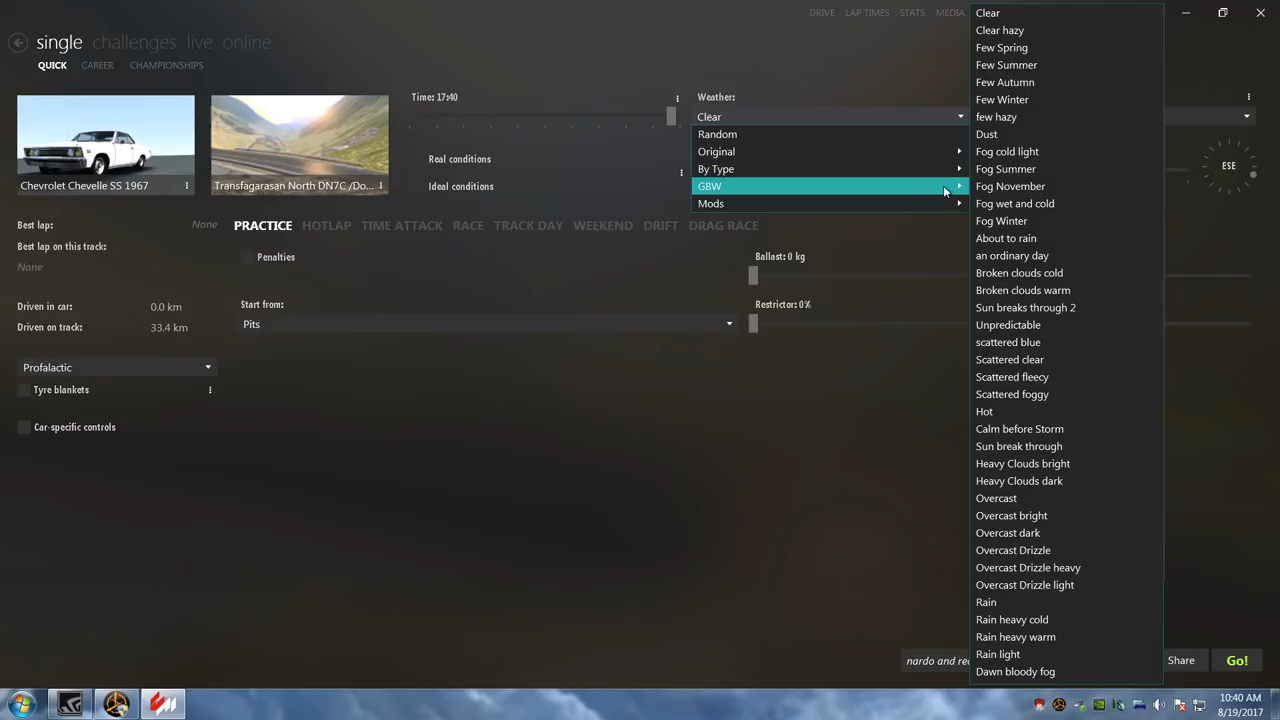 DRIVE LAP TIMES STATS MEDIA
single challenges live online
QUICK CAREER CHAMPIONSHIPS
Chevrolet Chevelle SS 1967
Transfagarasan North DN7C /Do...
Time: 17:40
Real conditions
Ideal conditions
Weather:
Clear
Random
Original
By Type
GBW
Mods
Clear
Clear hazy
Few Spring
Few Summer
Few Autumn
Few Winter
few hazy
Dust
Fog cold light
Fog Summer
Fog November
Fog wet and cold
Fog Winter
About to rain
an ordinary day
Broken clouds cold
Broken clouds warm
Sun breaks through 2
Unpredictable
scattered blue
Scattered clear
Scattered fleecy
Scattered foggy
Hot
Calm before Storm
Sun break through
Heavy Clouds bright
Heavy Clouds dark
Overcast
Overcast bright
Overcast dark
Overcast Drizzle
Overcast Drizzle heavy
Overcast Drizzle light
Rain
Rain heavy cold
Rain heavy warm
Rain light
Dawn bloody fog
ESE
Best lap: None
Best lap on this track:
None
Driven in car: 0.0 km
Driven on track: 33.4 km
Profalactic
Tyre blankets
Car-specific controls
PRACTICE HOTLAP TIME ATTACK RACE TRACK DAY WEEKEND DRIFT DRAG RACE
Penalties
Start from:
Pits
Ballast: 0 kg
Restrictor: 0%
nardo and re
Share
Go!
10:40 AM
8/19/2017